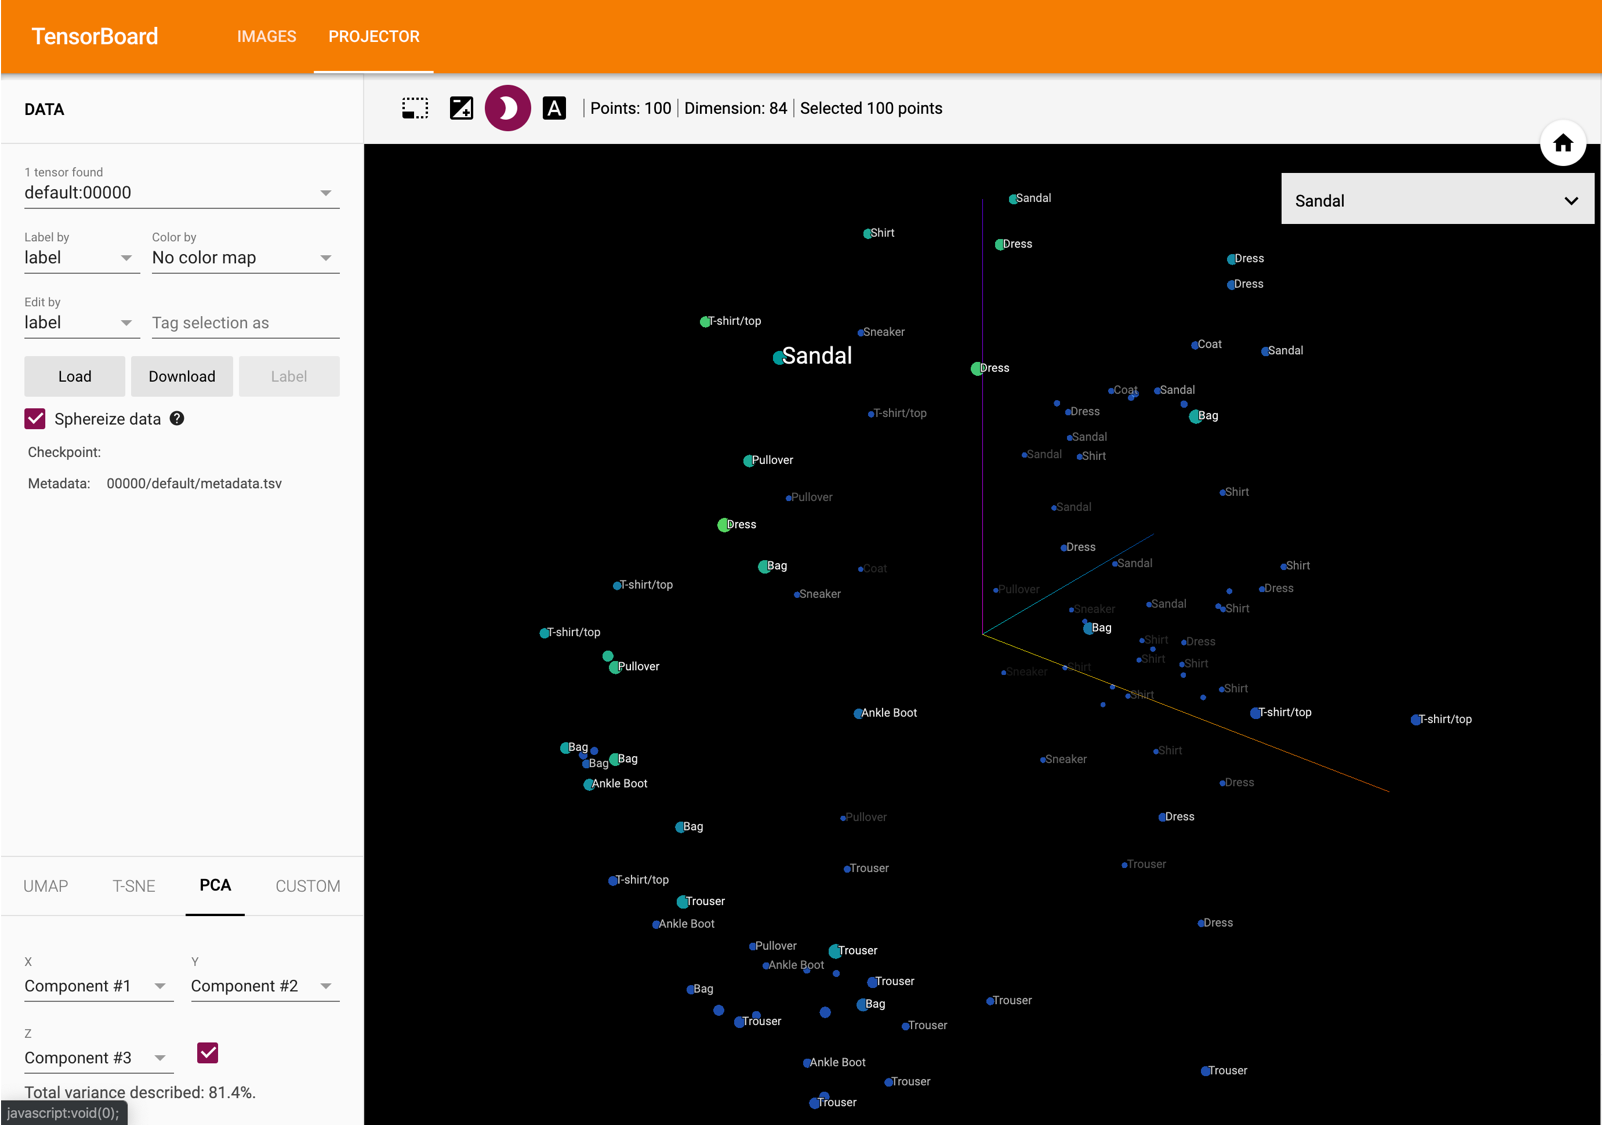 TensorBoard IMAGES PROJECTOR
DATA
A | Points: 100 | Dimension: 84 | Selected 100 points
1 tensor found
default:00000
Label by Color by
label No color map
Edit by
label Tag selection as
Load Download Label
Sphereize data ?
Checkpoint:
Metadata: 00000/default/metadata.tsv
UMAP T-SNE PCA CUSTOM
X Y
Component #1 Component #2
Z
Component #3
Total variance described: 81.4%.
javascript:void(0);
Sandal
Sandal
Shirt
Dress
Dress
Dress
T-shirt/top
Sneaker
Coat
Sandal
Sandal
Dress
Coat
Sandal
Dress
T-shirt/top
Bag
Sandal
Sandal
Shirt
Pullover
Shirt
Pullover
Sandal
Dress
Dress
Sandal
Bag
Coat
Shirt
T-shirt/top
Dress
Pullover
Sneaker
Sandal
Sneaker
Shirt
Bag
T-shirt/top
Shirt
Dress
Pullover
Shirt
Shirt
Shirt
Sneaker
Shirt
Shirt
Ankle Boot
T-shirt/top
T-shirt/top
Bag
Shirt
Bag
Bag
Sneaker
Ankle Boot
Dress
Pullover
Dress
Bag
Trouser
Trouser
T-shirt/top
Trouser
Ankle Boot
Dress
Pullover
Trouser
Ankle Boot
Trouser
Bag
Trouser
Bag
Trouser
Trouser
Ankle Boot
Trouser
Trouser
Trouser